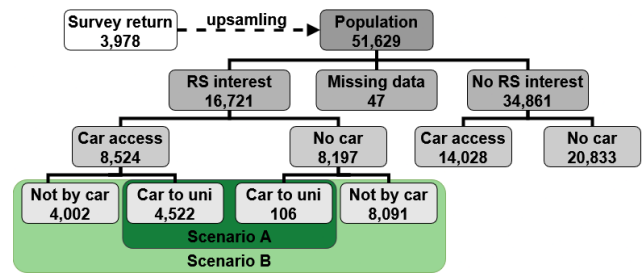 Survey return
3,978
upsamling
Population
51,629
RS interest
16,721
Missing data
47
No RS interest
34,861
Car access
8,524
No car
8,197
Car access
14,028
No car
20,833
Not by car
4,002
Car to uni
4,522
Car to uni
106
Not by car
8,091
Scenario A
Scenario B